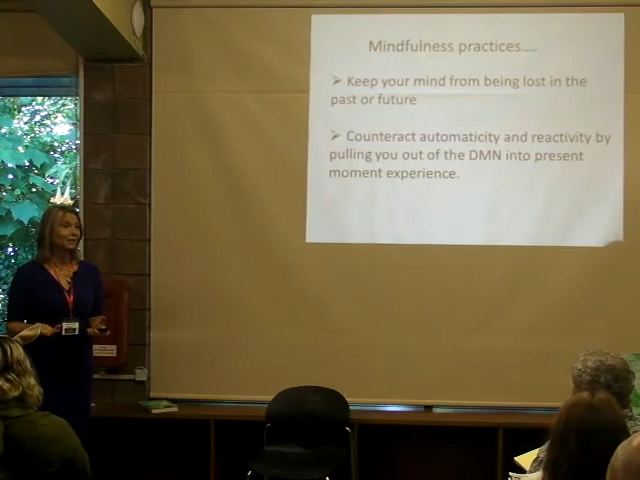 Mindfulness practices....
➢ Keep your mind from being lost in the
past or future
➢ Counteract automaticity and reactivity by
pulling you out of the DMN into present
moment experience.